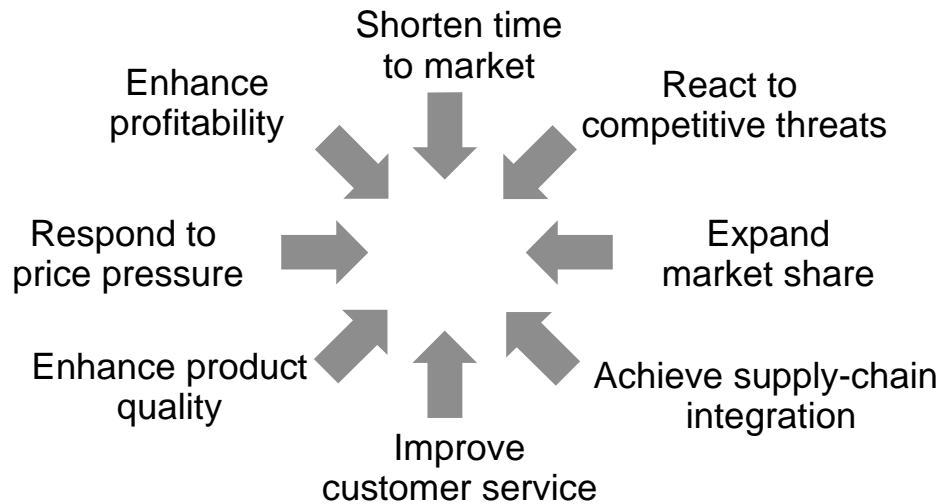 Shorten time
to market
Enhance
profitability
React to
competitive threats
Respond to
price pressure
Expand
market share
Enhance product
quality
Achieve supply-chain
integration
Improve
customer service